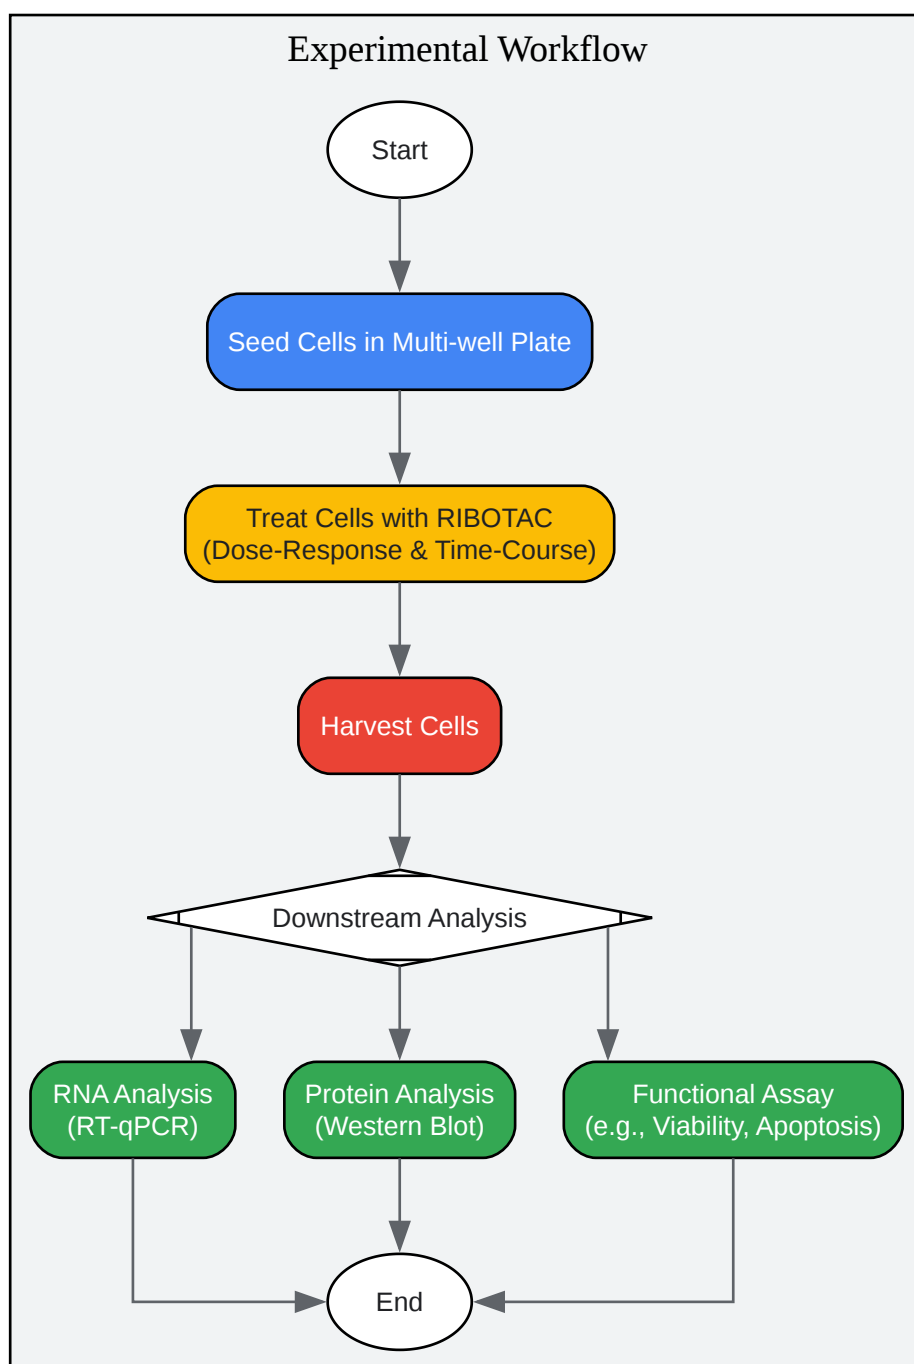 Experimental Workflow
Start
Seed Cells in Multi-well Plate
Treat Cells with RIBOTAC
(Dose-Response & Time-Course)
Harvest Cells
Downstream Analysis
RNA Analysis
(RT-qPCR)
Protein Analysis
(Western Blot)
Functional Assay
(e.g., Viability, Apoptosis)
End